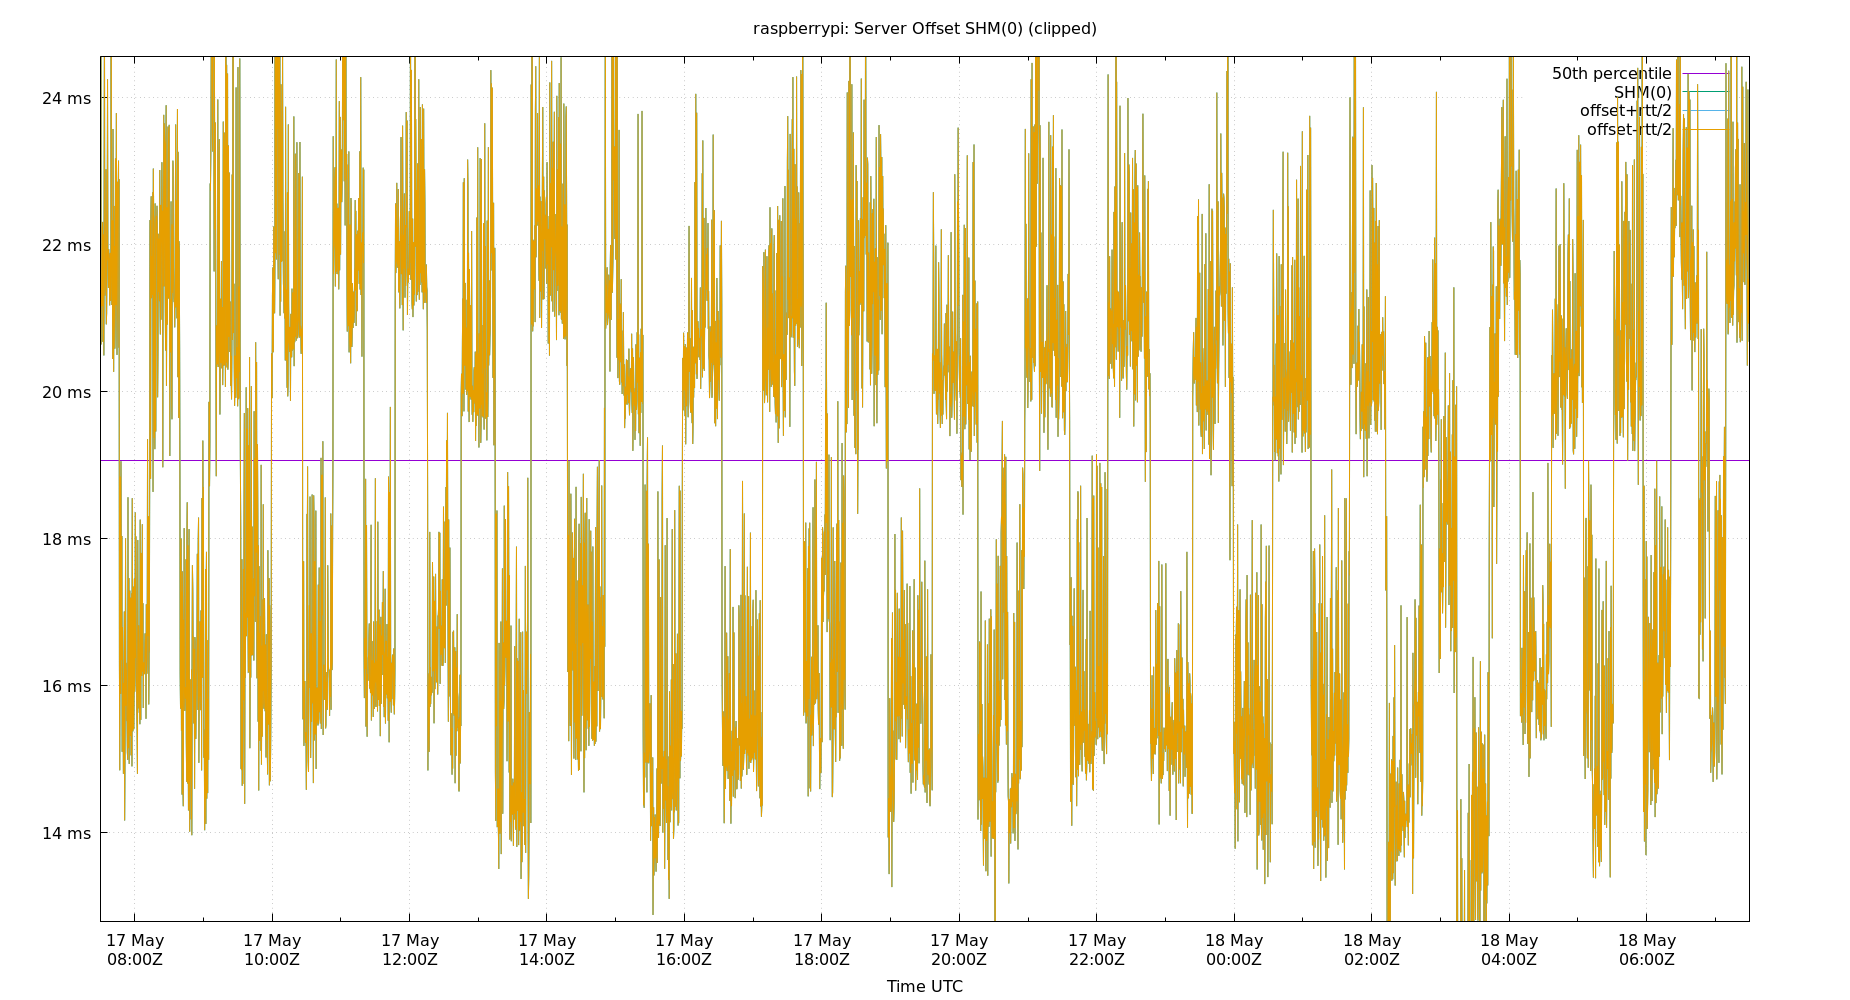 raspberrypi: Server Offset SHM(0) (clipped)
50th percentile
SHM(0)
offset+rtt/2
offset-rtt/2
24 ms
22 ms
20 ms
18 ms
16 ms
14 ms
17 May 17 May 17 May 17 May 17 May 17 May 17 May 17 May 18 May 18 May 18 May 18 May
08:00Z 10:00Z 12:00Z 14:00Z 16:00Z 18:00Z 20:00Z 22:00Z 00:00Z 02:00Z 04:00Z 06:00Z
Time UTC